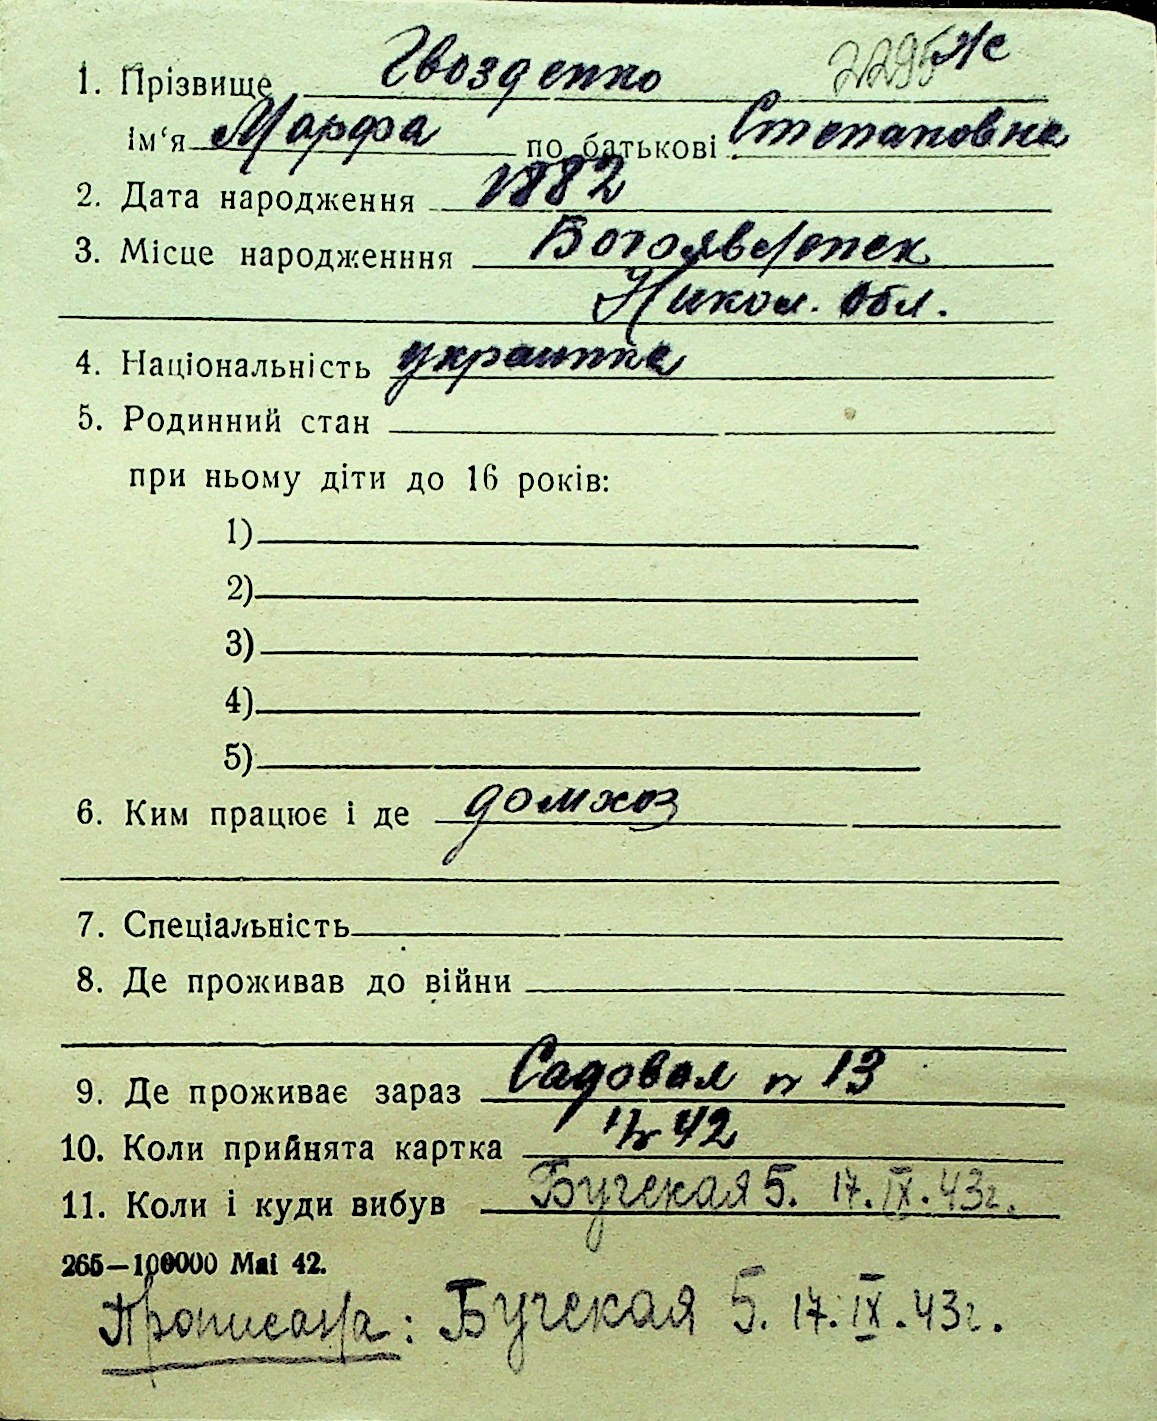 1. Прізвище Гвозденко 2295 Же
Ім‘я Марфа по батькові Степановна
2. Дата народження 1882
3. Місце народженння Богоявленск
Никол. обл.
4. Національність украинка
5. Родинний стан
при ньому діти до 16 років:
1)
2)
3)
4)
5)
6. Ким працює і де домхоз
7. Спеціальність
8. Де проживав до війни
9. Де проживає зараз Садовая 13
10. Коли прийнята картка 42
11. Коли і куди вибув Бугская 5. 17.IX.43г.
265—100000 Mai 42.
Прописана: Бугская 5. 17.IX.43г.